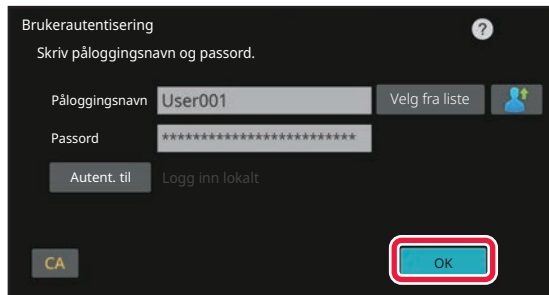 Brukerautentisering
?
Skriv påloggingsnavn og passord.
Påloggingsnavn User001 Velg fra liste
Passord *************************
Autent. til Logg inn lokalt
CA OK